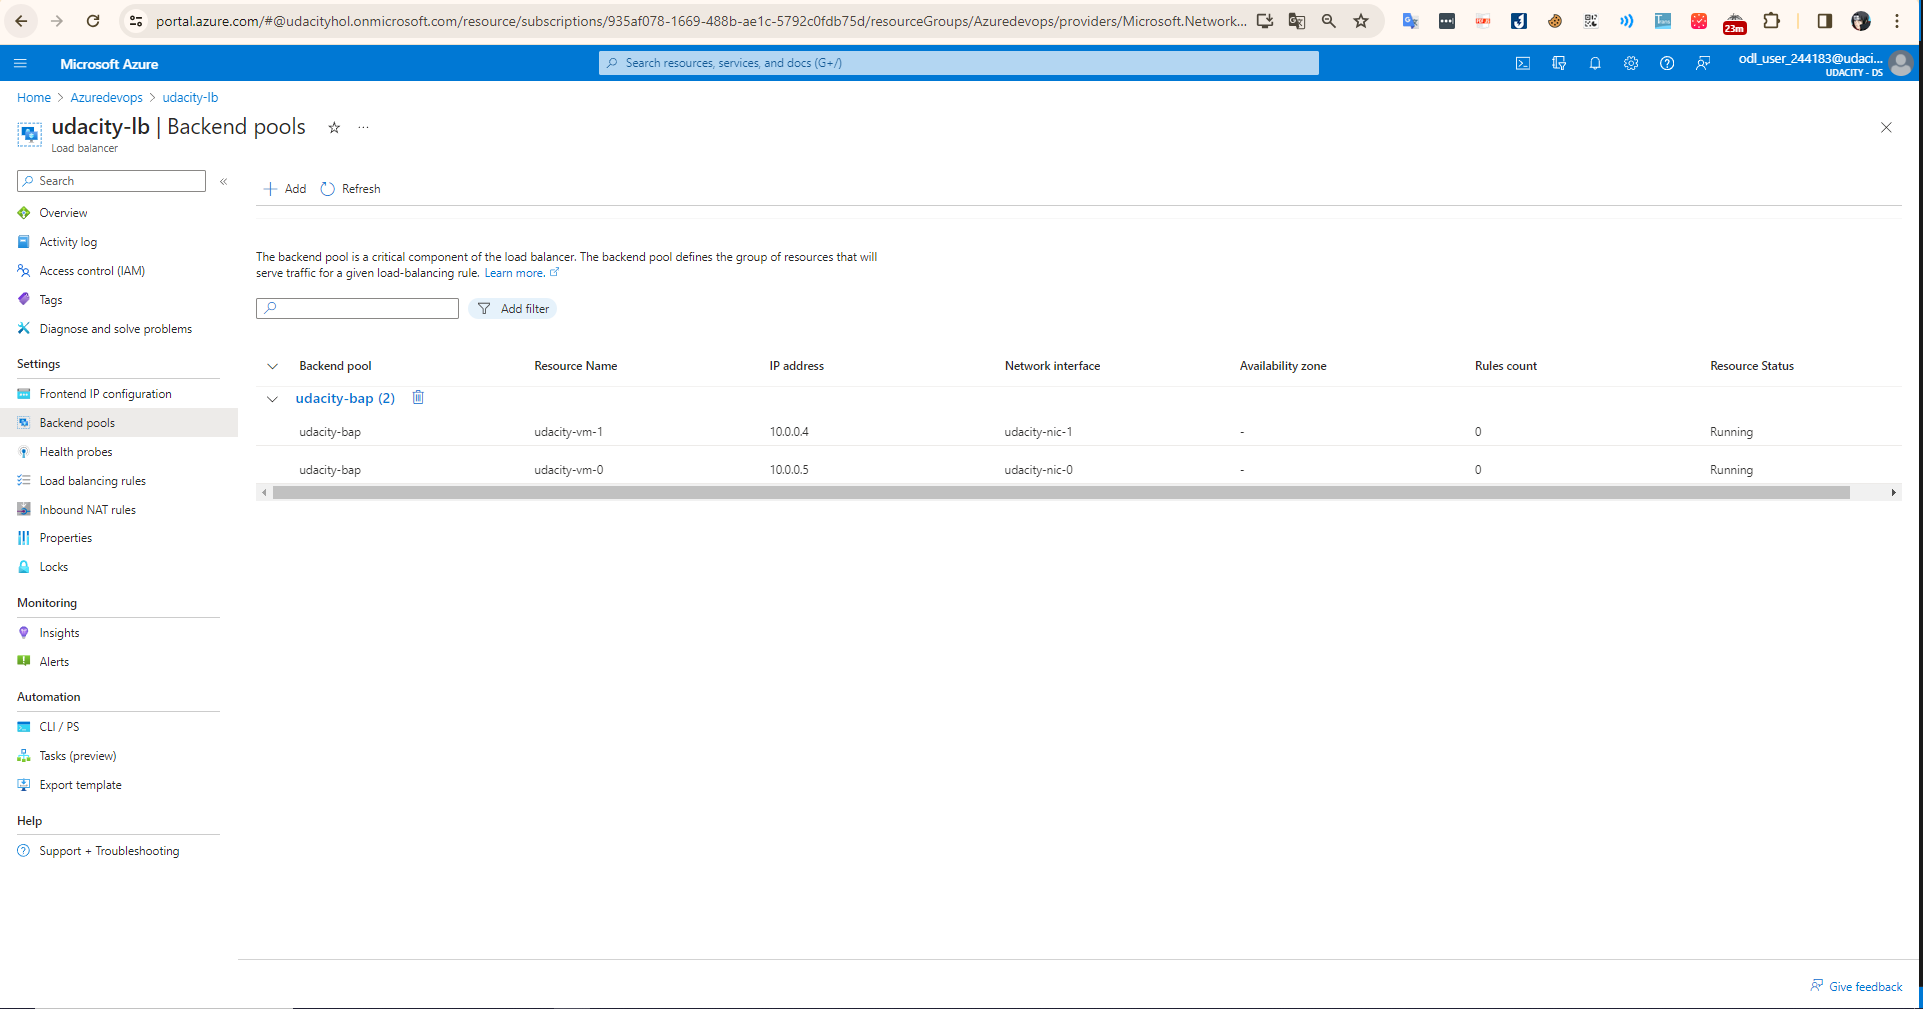 portal.azure.com/#@udacityhol.onmicrosoft.com/resource/subscriptions/935af078-1669-488b-ae1c-5792c0fdb75d/resourceGroups/Azuredevops/providers/Microsoft.Network...
23m
Microsoft Azure
Search resources, services, and docs (G+/)
odl_user_244183@udaci...
UDACITY - DS
Home > Azuredevops > udacity-lb
udacity-lb | Backend pools
Load balancer
Search
Overview
Activity log
Access control (IAM)
Tags
Diagnose and solve problems
Settings
Frontend IP configuration
Backend pools
Health probes
Load balancing rules
Inbound NAT rules
Properties
Locks
Monitoring
Insights
Alerts
Automation
CLI / PS
Tasks (preview)
Export template
Help
Support + Troubleshooting
Add Refresh
The backend pool is a critical component of the load balancer. The backend pool defines the group of resources that will
serve traffic for a given load-balancing rule. Learn more.
Add filter
Backend pool Resource Name IP address Network interface Availability zone Rules count Resource Status
udacity-bap (2)
udacity-bap udacity-vm-1 10.0.0.4 udacity-nic-1 - 0 Running
udacity-bap udacity-vm-0 10.0.0.5 udacity-nic-0 - 0 Running
Give feedback